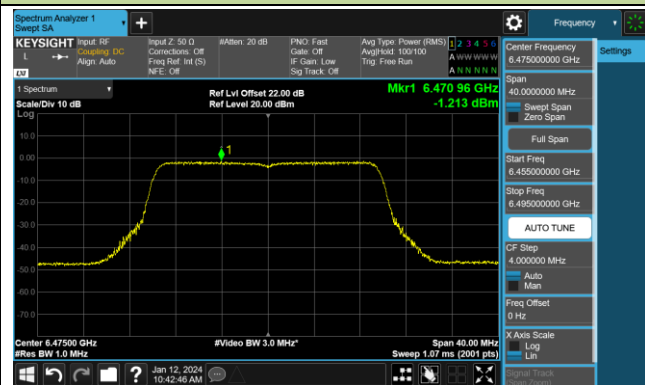 Spectrum Analyzer 1
Swept SA
Frequency
KEYSIGHT
L
LXI
Input: RF
Coupling: DC
Align: Auto
Input Z: 50 Ω
Corrections: Off
Freq Ref: Int (S)
NFE: Off
#Atten: 20 dB
PNO: Fast
Gate: Off
IF Gain: Low
Sig Track: Off
Avg Type: Power (RMS)
Avg|Hold: 100/100
Trig: Free Run
1 2 3 4 5 6
A W W W W W
A N N N N N
1 Spectrum
Scale/Div 10 dB
Log
Ref Lvl Offset 22.00 dB
Ref Level 20.00 dBm
Mkr1 6.470 96 GHz
-1.213 dBm
1
10.0
0.00
-10.0
-20.0
-30.0
-40.0
-50.0
-60.0
-70.0
Center 6.47500 GHz
#Res BW 1.0 MHz
#Video BW 3.0 MHz*
Span 40.00 MHz
Sweep 1.07 ms (2001 pts)
Center Frequency
6.475000000 GHz
Span
40.0000000 MHz
Swept Span
Zero Span
Full Span
Start Freq
6.455000000 GHz
Stop Freq
6.495000000 GHz
AUTO TUNE
CF Step
4.000000 MHz
Auto
Man
Freq Offset
0 Hz
X Axis Scale
Log
Lin
Signal Track
(Span Zoom)
Settings
Jan 12, 2024
10:42:46 AM